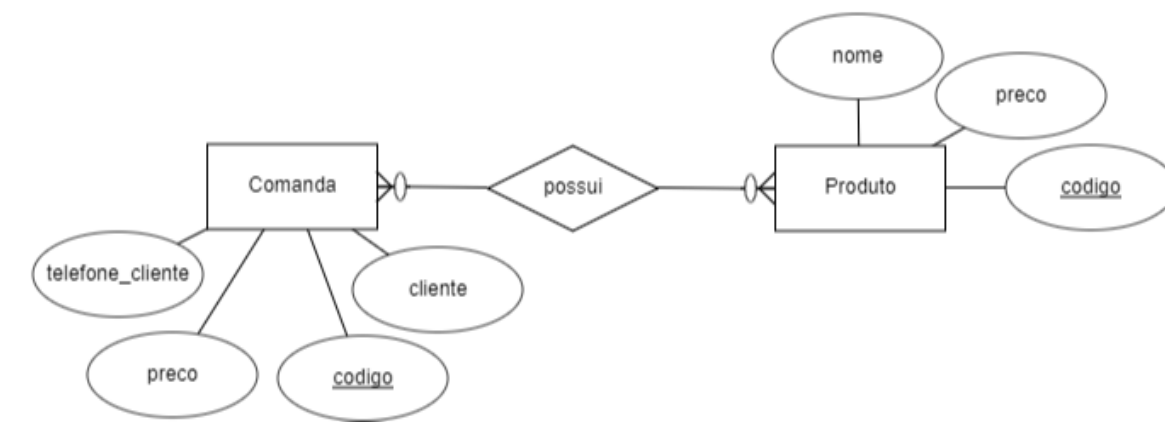 nome
preco
Comanda
possui
Produto
codigo
telefone_cliente
cliente
preco
codigo